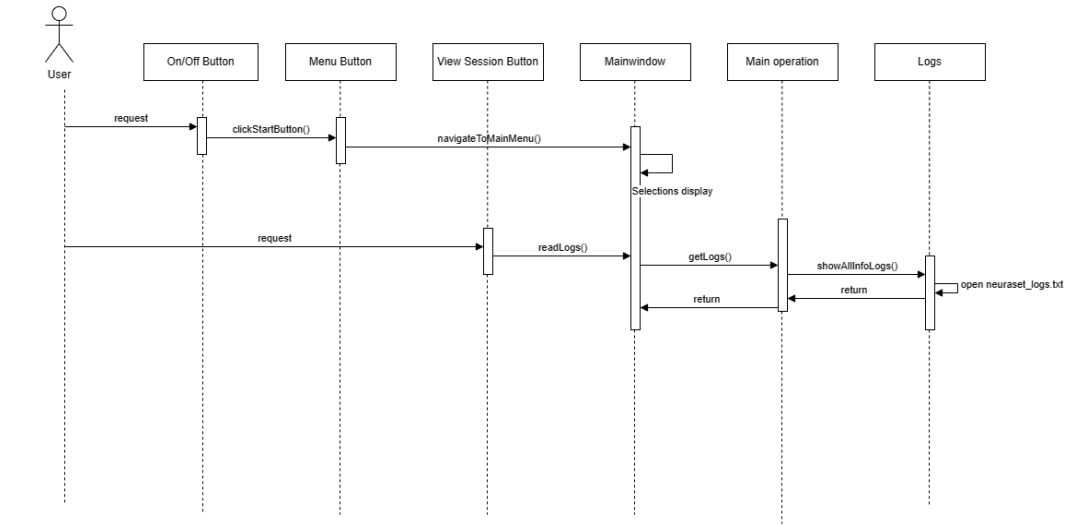 User
On/Off Button
Menu Button
View Session Button
Mainwindow
Main operation
Logs
request
clickStartButton()
navigateToMainMenu()
Selections display
request
readLogs()
getLogs()
showAllInfoLogs()
open neuraset_logs.txt
return
return